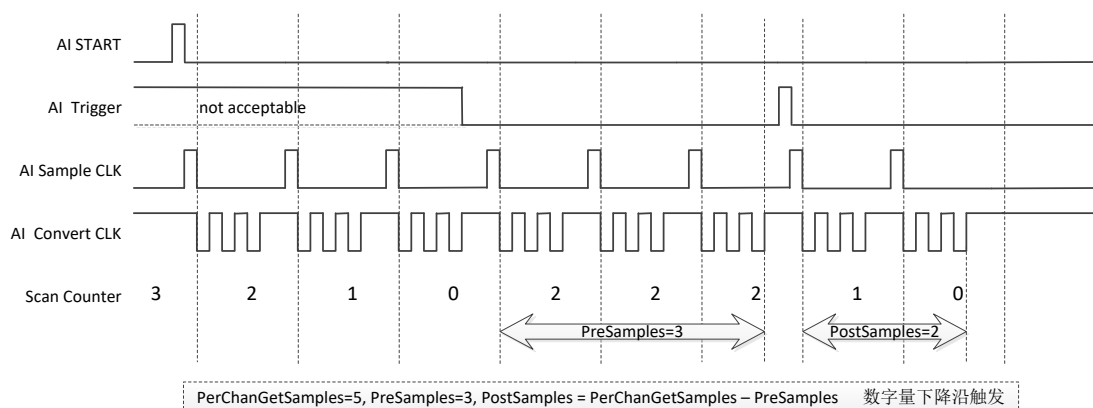 AI START
AI Trigger not acceptable
AI Sample CLK
AI Convert CLK
Scan Counter 3 2 1 0 2 2 2 1 0
PreSamples=3 PostSamples=2
PerChanGetSamples=5, PreSamples=3, PostSamples = PerChanGetSamples – PreSamples 数字量下降沿触发